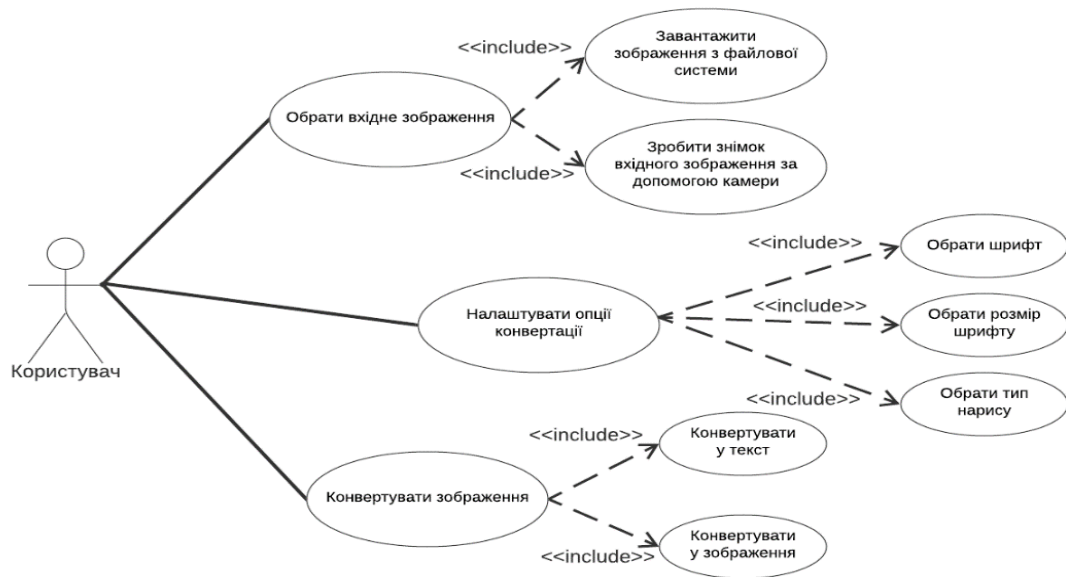 <<include>>
Завантажити
зображення з файлової
системи
Обрати вхідне зображення
<<include>>
Зробити знімок
вхідного зображення за
допомогою камери
<<include>>
Обрати шрифт
Налаштувати опції
конвертації
<<include>>
Обрати розмір
шрифту
<<include>>
Обрати тип
нарису
Користувач
<<include>>
Конвертувати
у текст
Конвертувати зображення
<<include>>
Конвертувати
у зображення